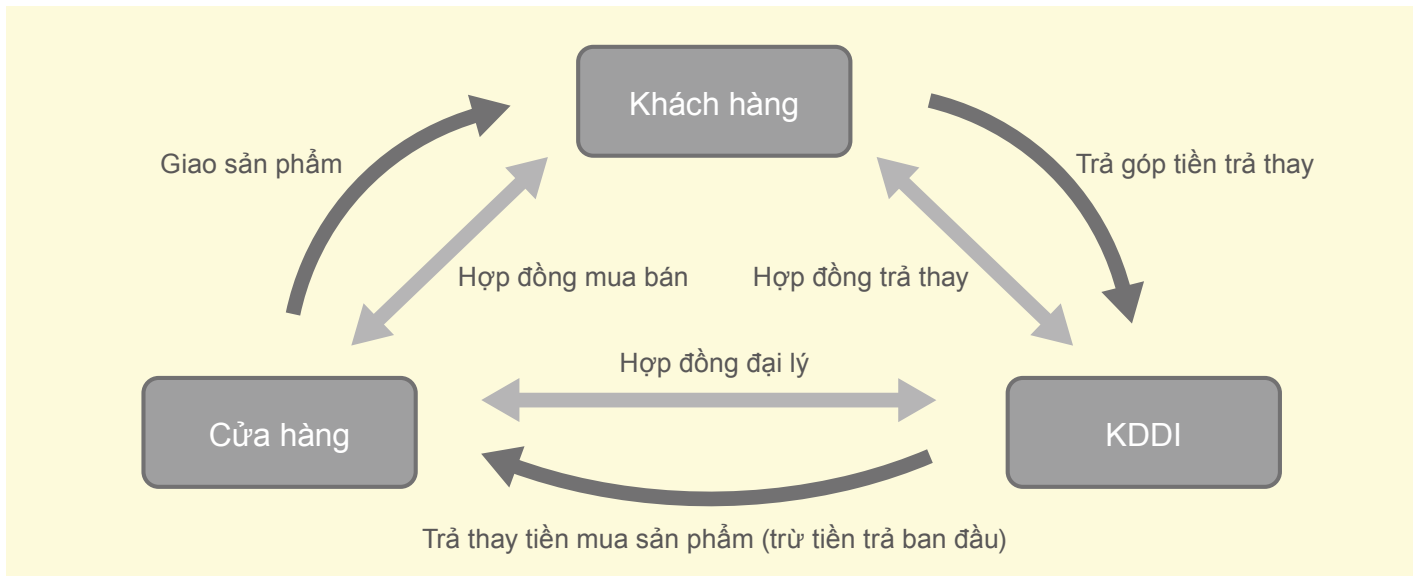 Khách hàng
Giao sản phẩm
Trả góp tiền trả thay
Hợp đồng mua bán
Hợp đồng trả thay
Hợp đồng đại lý
Cửa hàng
KDDI
Trả thay tiền mua sản phẩm (trừ tiền trả ban đầu)